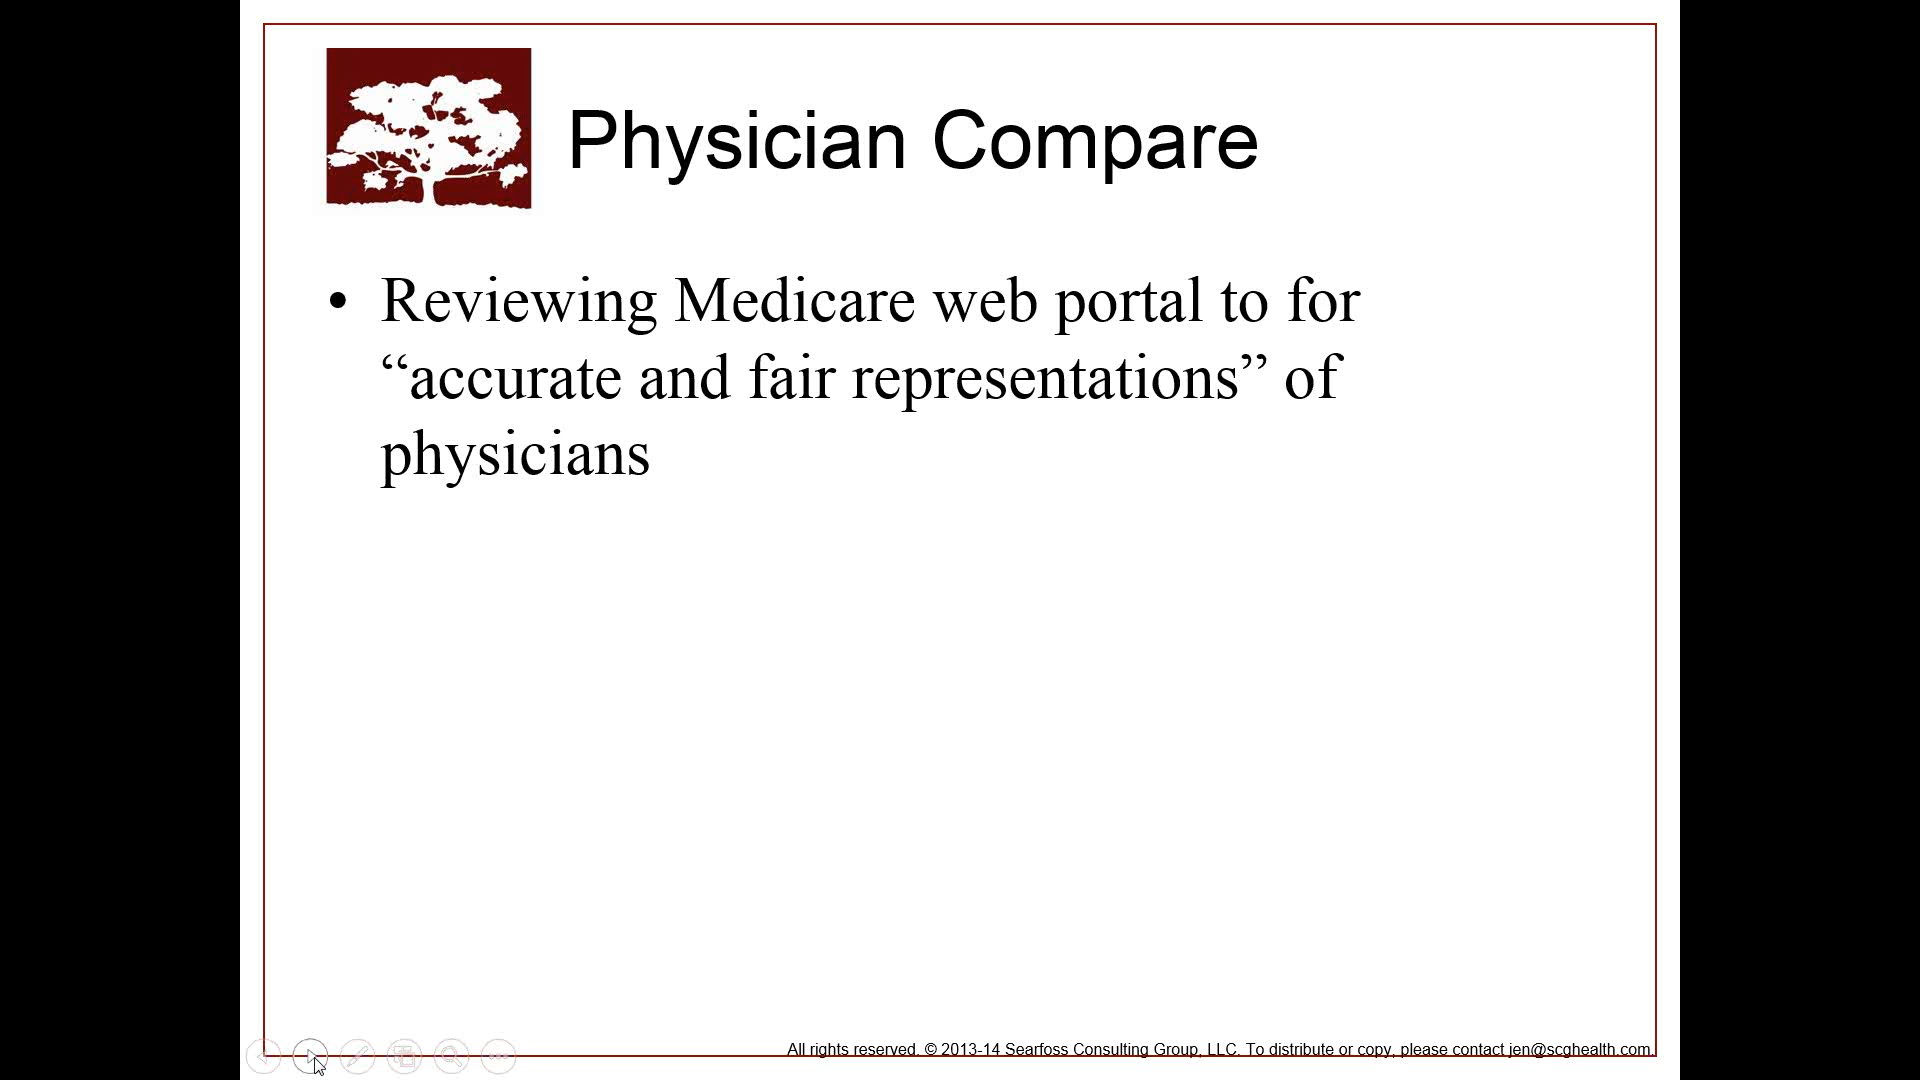 Physician Compare
• Reviewing Medicare web portal to for
“accurate and fair representations” of
physicians
All rights reserved. © 2013-14 Searfoss Consulting Group, LLC. To distribute or copy, please contact jen@scghealth.com.